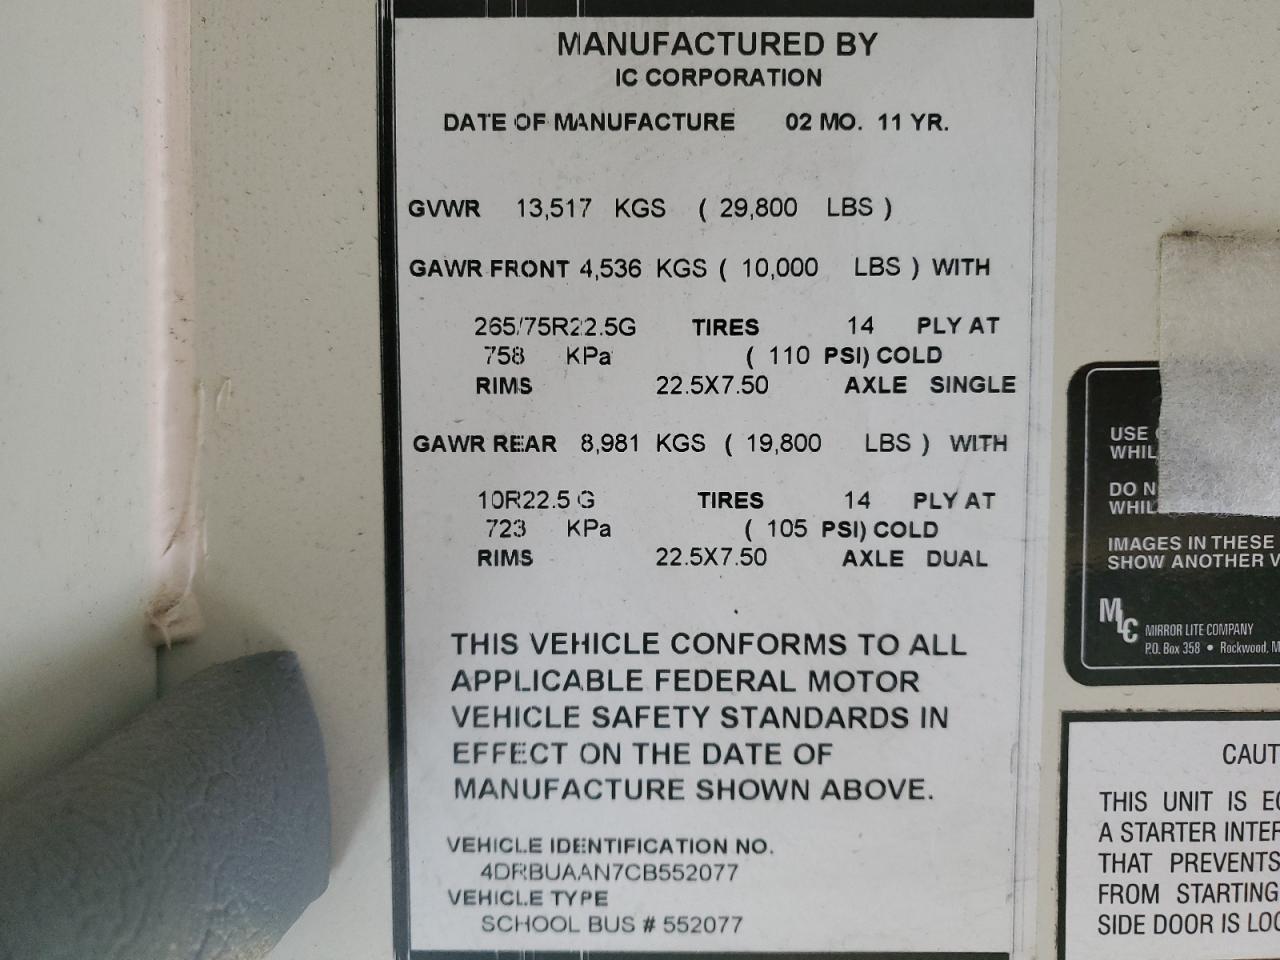 MANUFACTURED BY
IC CORPORATION
DATE OF MANUFACTURE 02 MO. 11 YR.
GVWR 13,517 KGS ( 29,800 LBS )
GAWR FRONT 4,536 KGS ( 10,000 LBS ) WITH
265/75R22.5G TIRES 14 PLY AT
758 KPa ( 110 PSI) COLD
RIMS 22.5X7.50 AXLE SINGLE
GAWR REAR 8,981 KGS ( 19,800 LBS ) WITH
10R22.5 G TIRES 14 PLY AT
723 KPa ( 105 PSI) COLD
RIMS 22.5X7.50 AXLE DUAL
THIS VEHICLE CONFORMS TO ALL
APPLICABLE FEDERAL MOTOR
VEHICLE SAFETY STANDARDS IN
EFFECT ON THE DATE OF
MANUFACTURE SHOWN ABOVE.
VEHICLE IDENTIFICATION NO.
4DRBUAAN7CB552077
VEHICLE TYPE
SCHOOL BUS # 552077
USE
WHIL
DO N
WHIL
IMAGES IN THESE
SHOW ANOTHER V
MLC
MIRROR LITE COMPANY
P.O. Box 358 • Rockwood, M
CAUT
THIS UNIT IS EQ
A STARTER INTER
THAT PREVENTS
FROM STARTING
SIDE DOOR IS LOC